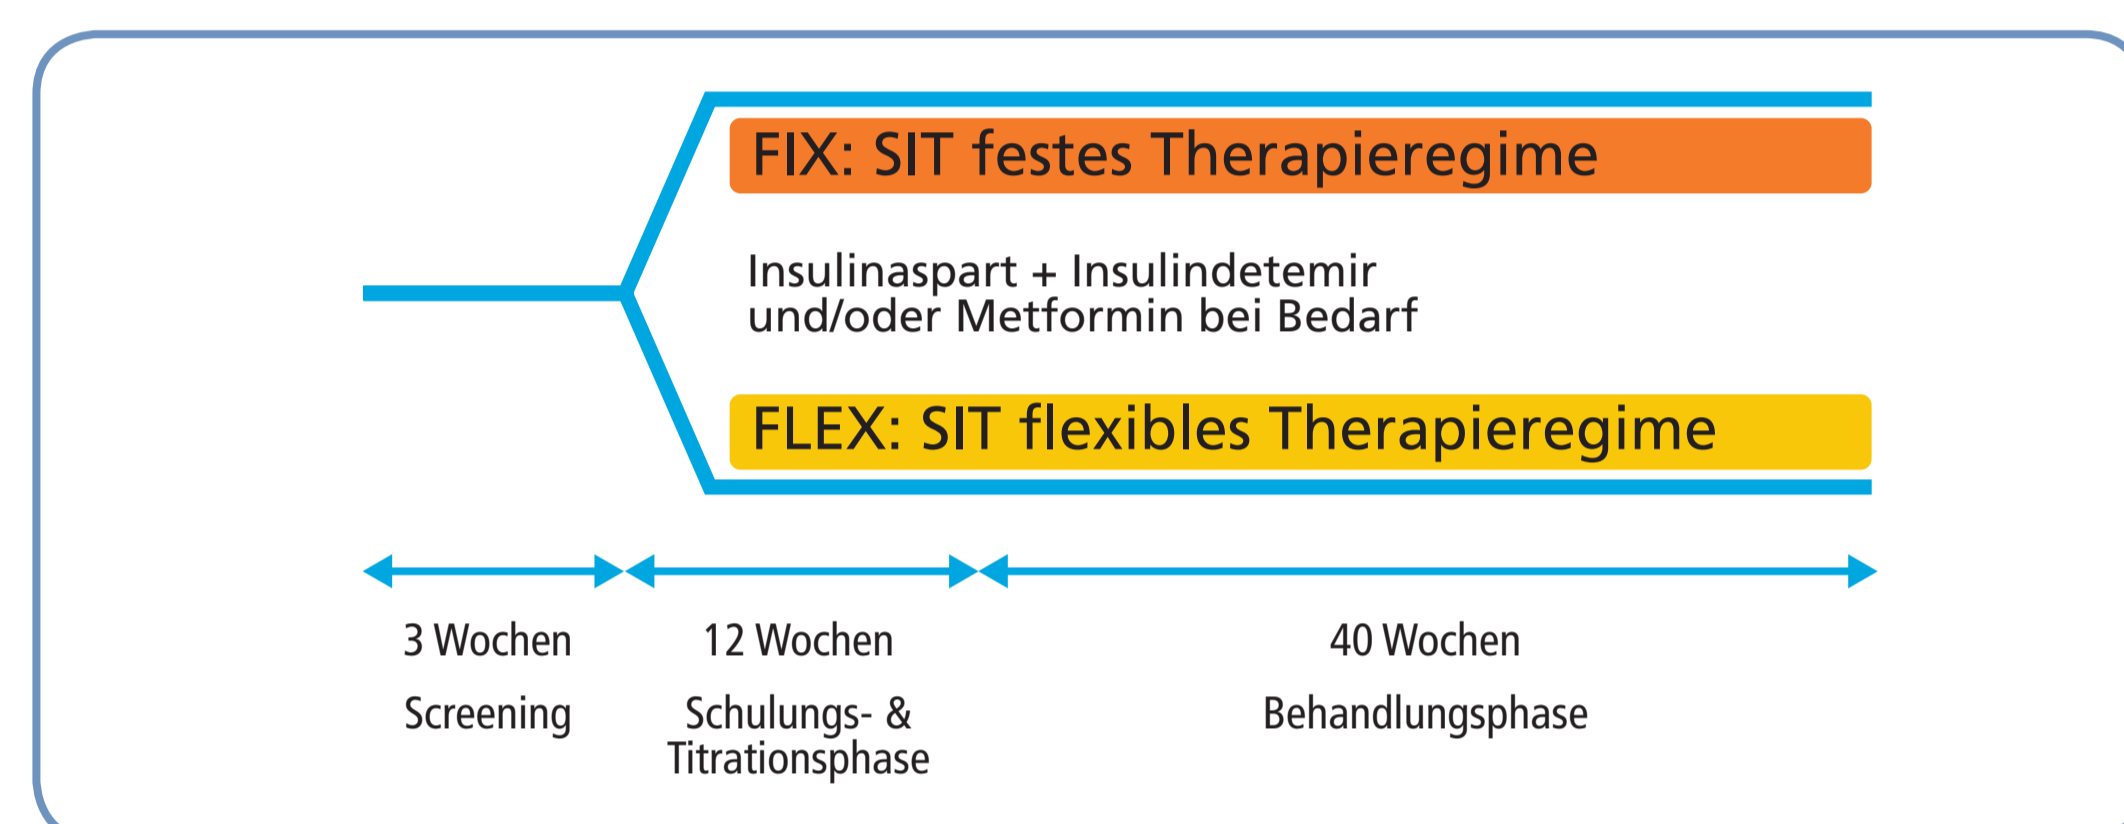 FIX: SIT festes Therapieregime
Insulinaspart + Insulindetemir
und/oder Metformin bei Bedarf
FLEX: SIT flexibles Therapieregime
3 Wochen
Screening
12 Wochen
Schulungs- &
Titrationsphase
40 Wochen
Behandlungsphase